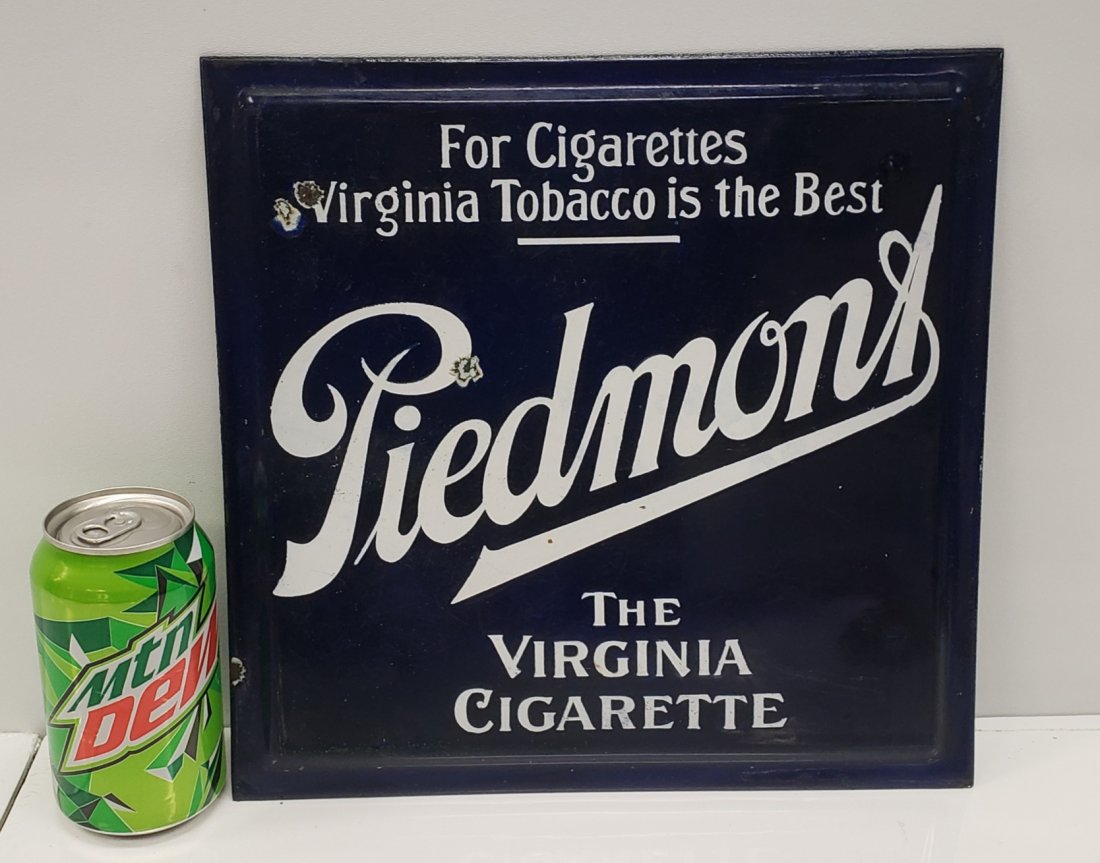 For Cigarettes
Virginia Tobacco is the Best
Piedmont
THE
VIRGINIA
CIGARETTE
mtn
DEW